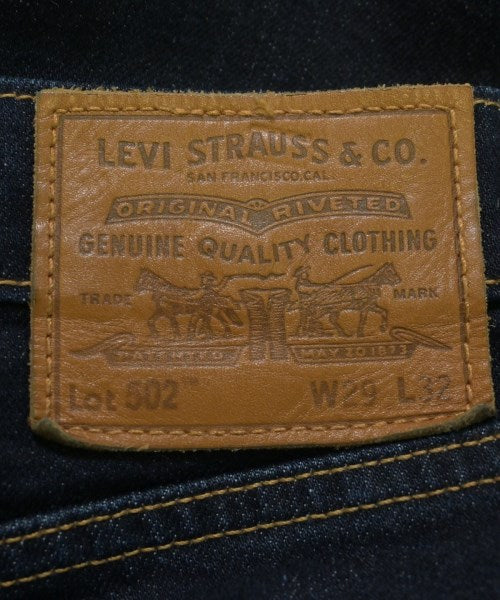 LEVI STRAUSS & CO.
SAN FRANCISCO, CAL.
ORIGINAL RIVETED
GENUINE QUALITY CLOTHING
TRADE MARK
PATENTED MAY 20 1873
Lot 502™ W29 L32